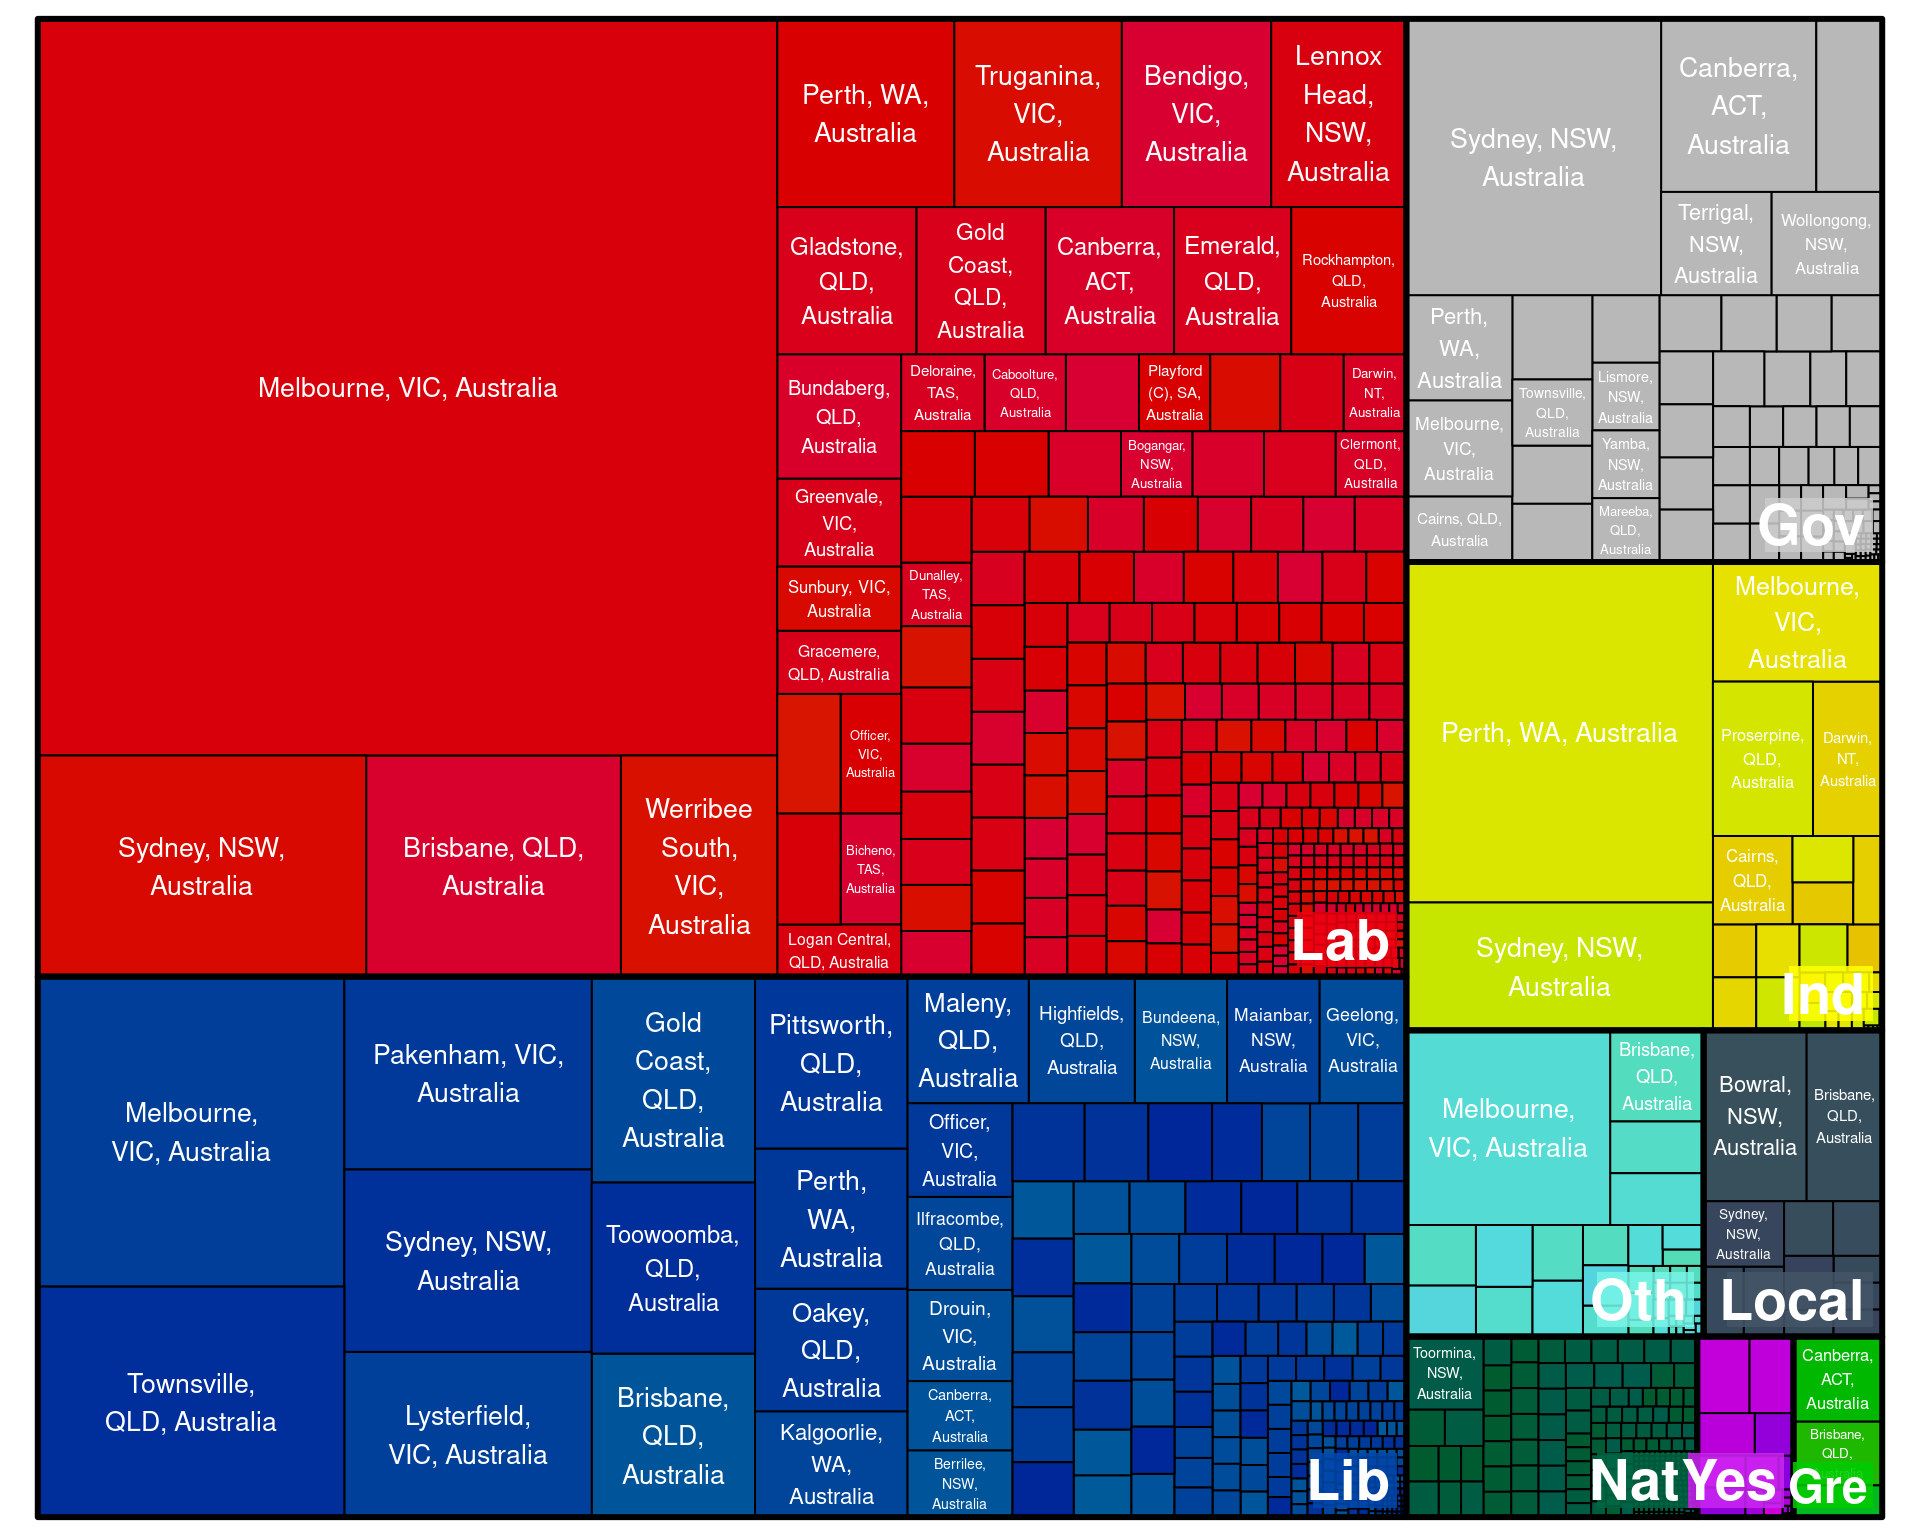 Melbourne, VIC, Australia
Sydney, NSW,
Australia
Brisbane, QLD,
Australia
Werribee
South,
VIC,
Australia
Perth, WA,
Australia
Truganina,
VIC,
Australia
Bendigo,
VIC,
Australia
Lennox
Head,
NSW,
Australia
Gladstone,
QLD,
Australia
Gold
Coast,
QLD,
Australia
Canberra,
ACT,
Australia
Emerald,
QLD,
Australia
Rockhampton,
QLD,
Australia
Bundaberg,
QLD,
Australia
Deloraine,
TAS,
Australia
Caboolture,
QLD,
Australia
Playford
(C), SA,
Australia
Darwin,
NT,
Australia
Bogangar,
NSW,
Australia
Clermont,
QLD,
Australia
Greenvale,
VIC,
Australia
Sunbury, VIC,
Australia
Dunalley,
TAS,
Australia
Gracemere,
QLD, Australia
Officer,
VIC,
Australia
Bicheno,
TAS,
Australia
Logan Central,
QLD, Australia
Lab
Sydney, NSW,
Australia
Canberra,
ACT,
Australia
Terrigal,
NSW,
Australia
Wollongong,
NSW,
Australia
Perth,
WA,
Australia
Melbourne,
VIC,
Australia
Cairns, QLD,
Australia
Townsville,
QLD,
Australia
Lismore,
NSW,
Australia
Yamba,
NSW,
Australia
Mareeba,
QLD,
Australia
Gov
Perth, WA, Australia
Sydney, NSW,
Australia
Melbourne,
VIC,
Australia
Proserpine,
QLD,
Australia
Darwin,
NT,
Australia
Cairns,
QLD,
Australia
Ind
Melbourne,
VIC, Australia
Townsville,
QLD, Australia
Pakenham, VIC,
Australia
Sydney, NSW,
Australia
Lysterfield,
VIC, Australia
Gold
Coast,
QLD,
Australia
Toowoomba,
QLD,
Australia
Brisbane,
QLD,
Australia
Pittsworth,
QLD,
Australia
Perth,
WA,
Australia
Oakey,
QLD,
Australia
Kalgoorlie,
WA,
Australia
Maleny,
QLD,
Australia
Highfields,
QLD,
Australia
Bundeena,
NSW,
Australia
Maianbar,
NSW,
Australia
Geelong,
VIC,
Australia
Officer,
VIC,
Australia
Ilfracombe,
QLD,
Australia
Drouin,
VIC,
Australia
Canberra,
ACT,
Australia
Berrilee,
NSW,
Australia
Lib
Melbourne,
VIC, Australia
Brisbane,
QLD,
Australia
Oth
Bowral,
NSW,
Australia
Brisbane,
QLD,
Australia
Sydney,
NSW,
Australia
Local
Toormina,
NSW,
Australia
Nat
Yes
Canberra,
ACT,
Australia
Brisbane,
QLD,
Gre